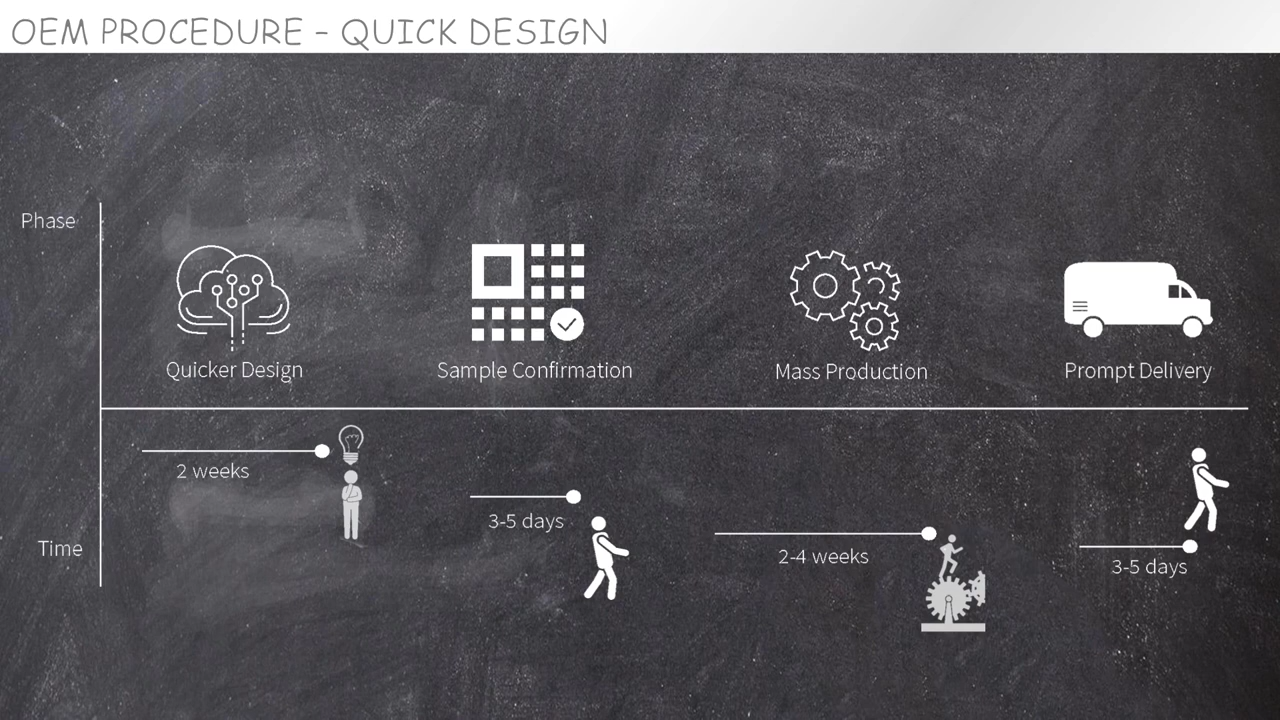 OEM PROCEDURE - QUICK DESIGN
Phase
Quicker Design
Sample Confirmation
Mass Production
Prompt Delivery
2 weeks
3-5 days
2-4 weeks
3-5 days
Time